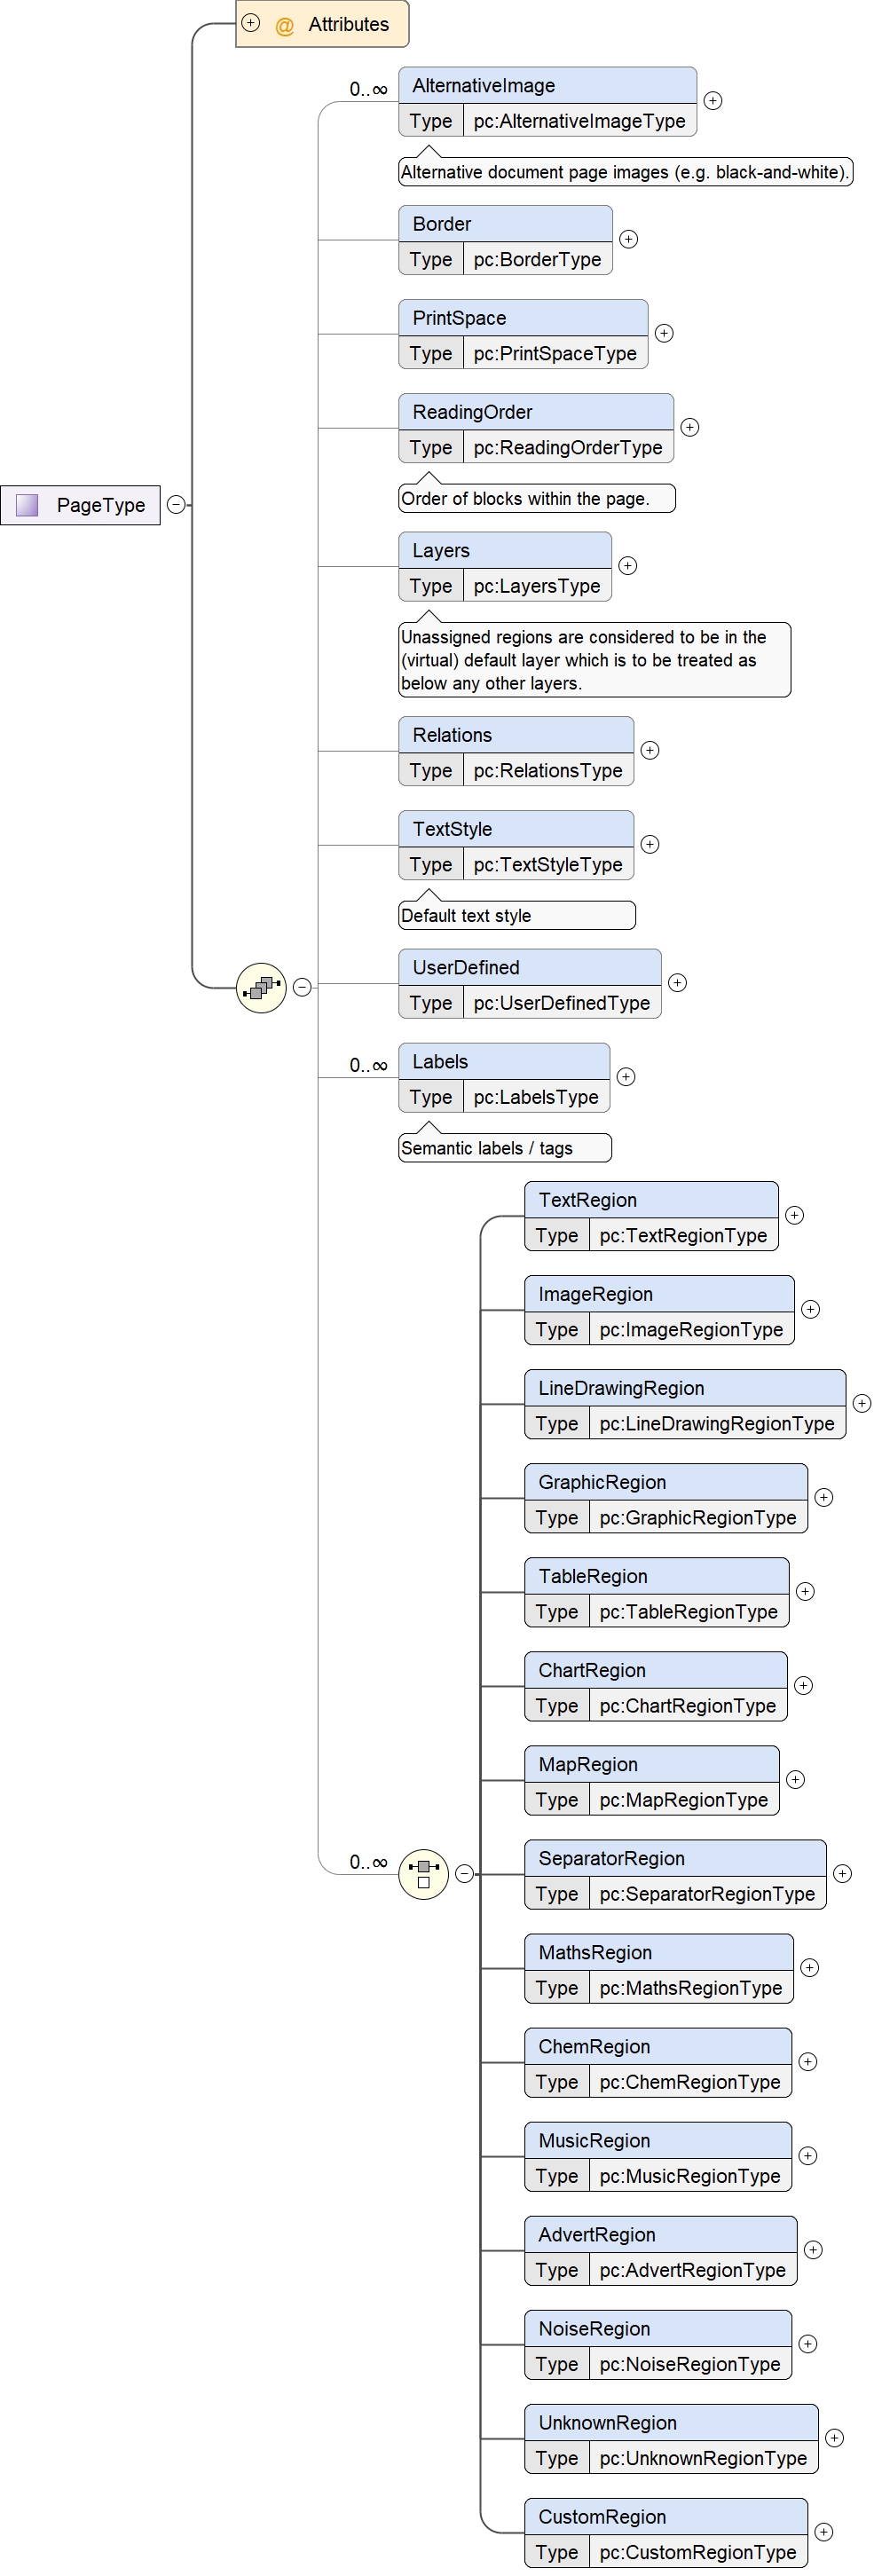 @ Attributes
0..∞
AlternativeImage
Type pc:AlternativeImageType
Alternative document page images (e.g. black-and-white).
Border
Type pc:BorderType
PrintSpace
Type pc:PrintSpaceType
ReadingOrder
Type pc:ReadingOrderType
Order of blocks within the page.
PageType
Layers
Type pc:LayersType
Unassigned regions are considered to be in the
(virtual) default layer which is to be treated as
below any other layers.
Relations
Type pc:RelationsType
TextStyle
Type pc:TextStyleType
Default text style
UserDefined
Type pc:UserDefinedType
0..∞
Labels
Type pc:LabelsType
Semantic labels / tags
TextRegion
Type pc:TextRegionType
ImageRegion
Type pc:ImageRegionType
LineDrawingRegion
Type pc:LineDrawingRegionType
GraphicRegion
Type pc:GraphicRegionType
TableRegion
Type pc:TableRegionType
ChartRegion
Type pc:ChartRegionType
MapRegion
Type pc:MapRegionType
0..∞
SeparatorRegion
Type pc:SeparatorRegionType
MathsRegion
Type pc:MathsRegionType
ChemRegion
Type pc:ChemRegionType
MusicRegion
Type pc:MusicRegionType
AdvertRegion
Type pc:AdvertRegionType
NoiseRegion
Type pc:NoiseRegionType
UnknownRegion
Type pc:UnknownRegionType
CustomRegion
Type pc:CustomRegionType